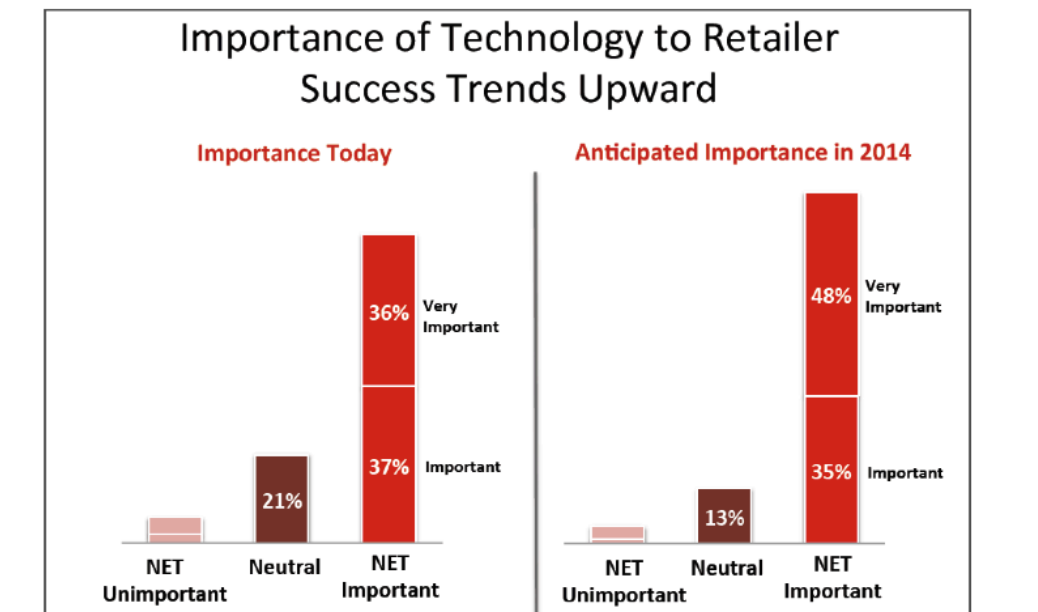 Importance of Technology to Retailer
Success Trends Upward
Importance Today
36%
Very
Important
37%
Important
21%
NET
Unimportant
Neutral
NET
Important
Anticipated Importance in 2014
48%
Very
Important
35%
Important
13%
NET
Unimportant
Neutral
NET
Important